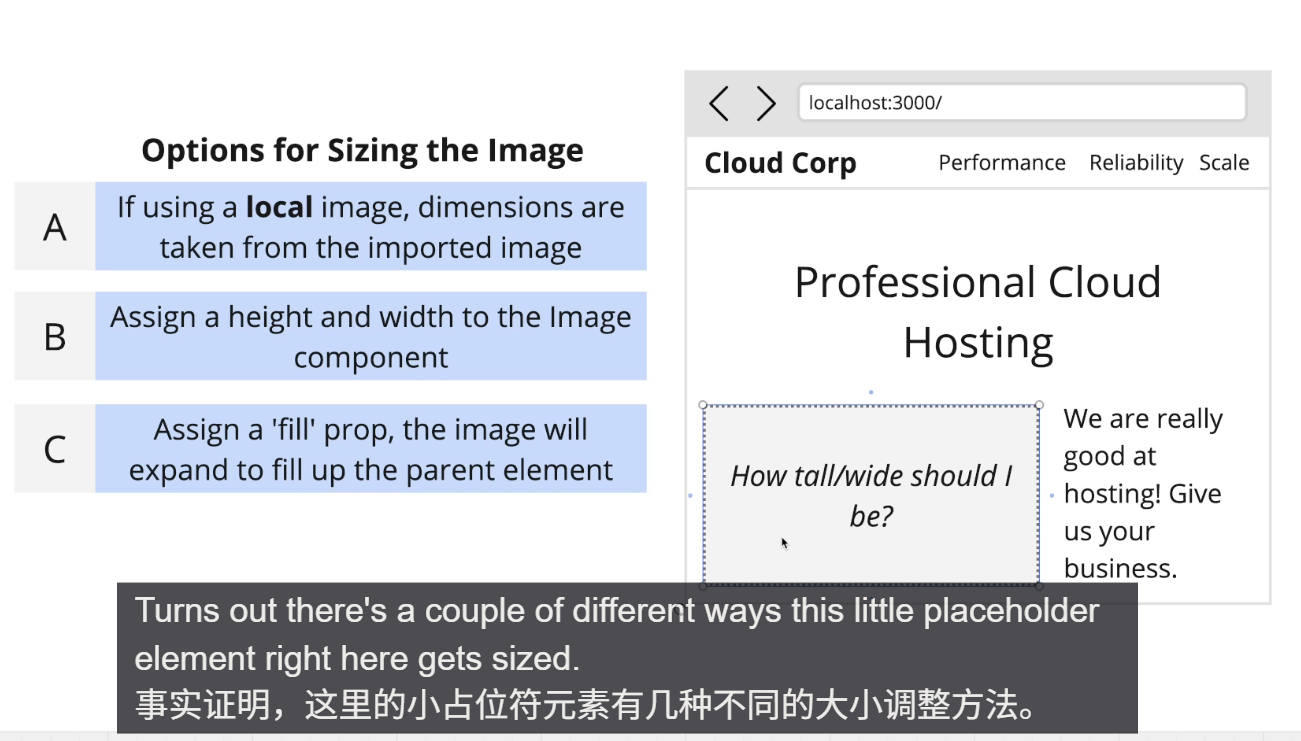 Options for Sizing the Image
A
If using a local image, dimensions are
taken from the imported image
B
Assign a height and width to the Image
component
C
Assign a 'fill' prop, the image will
expand to fill up the parent element
localhost:3000/
Cloud Corp
Performance
Reliability
Scale
Professional Cloud
Hosting
How tall/wide should I
be?
We are really
good at
hosting! Give
us your
business.
Turns out there's a couple of different ways this little placeholder
element right here gets sized.
事实证明，这里的小占位符元素有几种不同的大小调整方法。